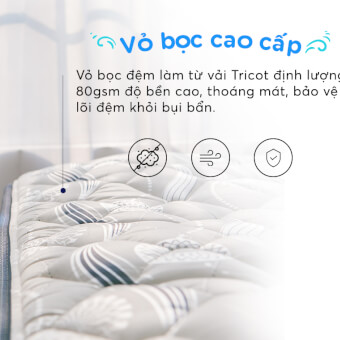 Vỏ bọc cao cấp
Vỏ bọc đệm làm từ vải Tricot định lượng
80gsm độ bền cao, thoáng mát, bảo vệ
lõi đệm khỏi bụi bẩn.